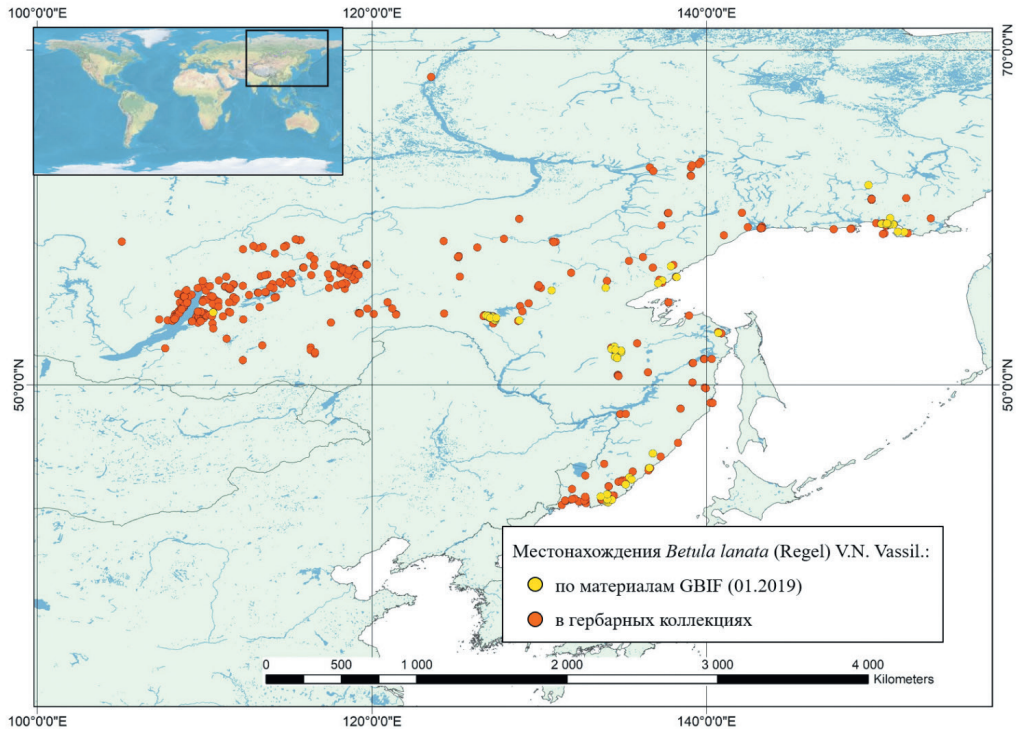 100°0'0"E 120°0'0"E 140°0'0"E
70°0'0"N
50°0'0"N 50°0'0"N
Местонахождения Betula lanata (Regel) V.N. Vassil.:
по материалам GBIF (01.2019)
в гербарных коллекциях
0 500 1 000 2 000 3 000 4 000
Kilometers
100°0'0"E 120°0'0"E 140°0'0"E